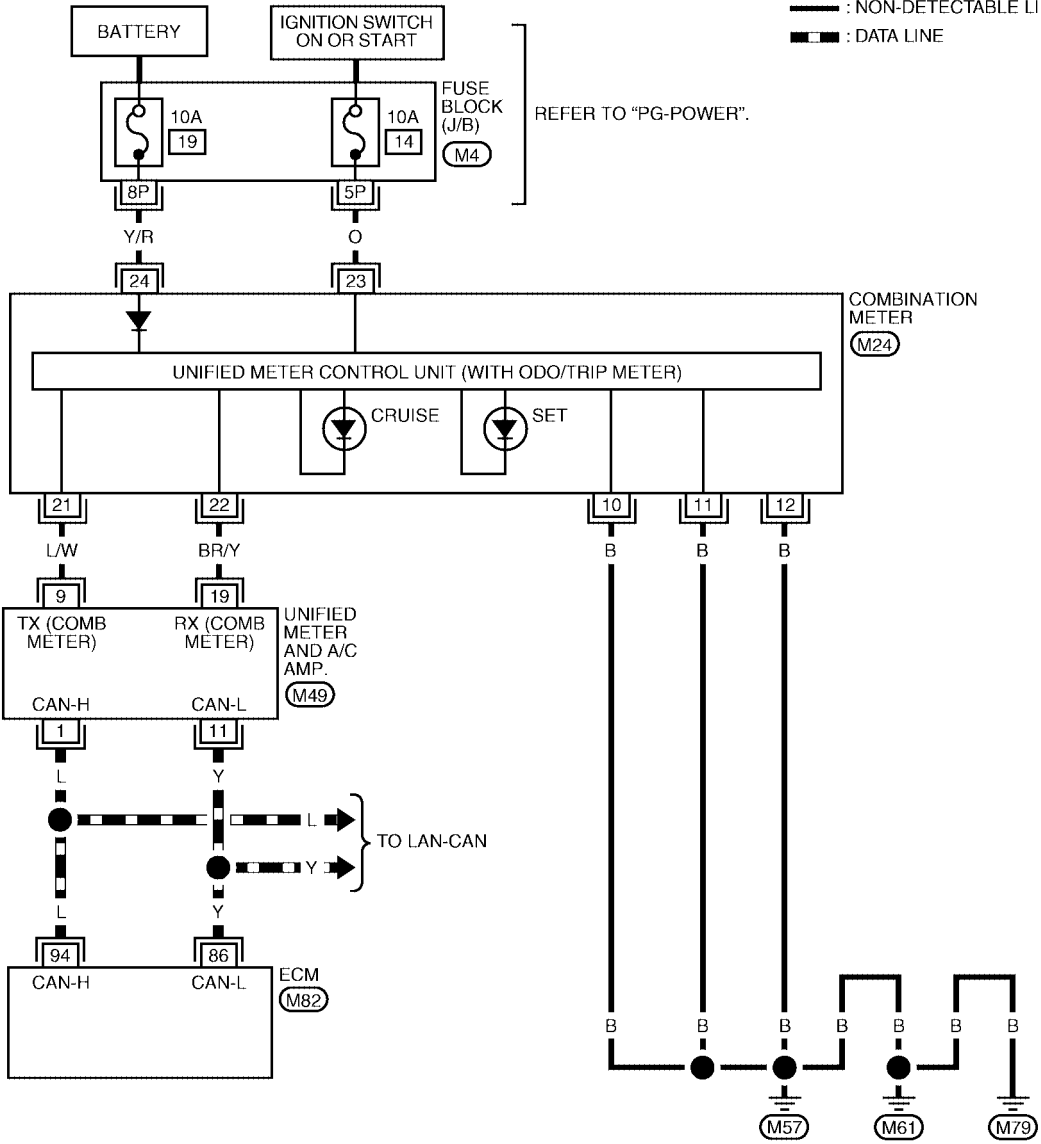 BATTERY
IGNITION SWITCH
ON OR START
: NON-DETECTABLE LI
: DATA LINE
10A
19
10A
14
FUSE
BLOCK
(J/B)
M4
REFER TO “PG-POWER”.
8P
5P
Y/R
O
24
23
COMBINATION
METER
M24
UNIFIED METER CONTROL UNIT (WITH ODO/TRIP METER)
CRUISE
SET
21
22
10
11
12
L/W
BR/Y
B
B
B
9
19
TX (COMB
METER)
RX (COMB
METER)
UNIFIED
METER
AND A/C
AMP.
M49
CAN-H
CAN-L
1
11
L
Y
L
Y
TO LAN-CAN
L
Y
94
86
CAN-H
CAN-L
ECM
M82
B
B
B
B
B
B
B
M57
M61
M79